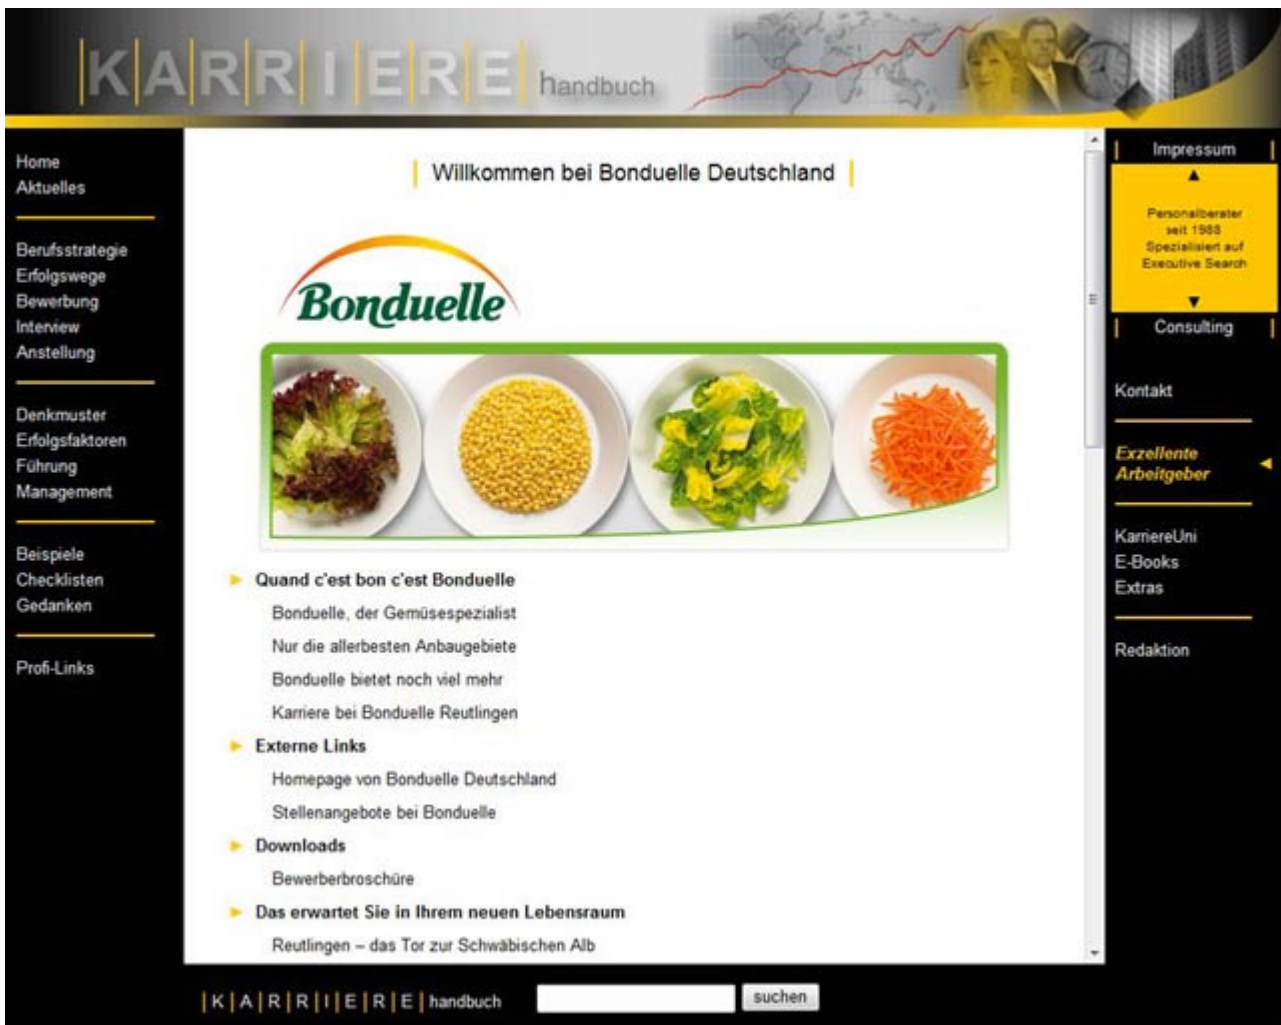 KARRIERE handbuch
Home
Aktuelles
Berufsstrategie
Erfolgswege
Bewerbung
Interview
Anstellung
Denkmuster
Erfolgsfaktoren
Führung
Management
Beispiele
Checklisten
Gedanken
Profi-Links
Willkommen bei Bonduelle Deutschland
Bonduelle
Quand c'est bon c'est Bonduelle
Bonduelle, der Gemüsespezialist
Nur die allerbesten Anbaugebiete
Bonduelle bietet noch viel mehr
Karriere bei Bonduelle Reutlingen
Externe Links
Homepage von Bonduelle Deutschland
Stellenangebote bei Bonduelle
Downloads
Bewerberbroschüre
Das erwartet Sie in Ihrem neuen Lebensraum
Reutlingen – das Tor zur Schwäbischen Alb
Impressum
Personalberater
seit 1988
Spezialisiert auf
Executive Search
Consulting
Kontakt
Exzellente
Arbeitgeber
KarriereUni
E-Books
Extras
Redaktion
|K|A|R|R|I|E|R|E| handbuch
suchen